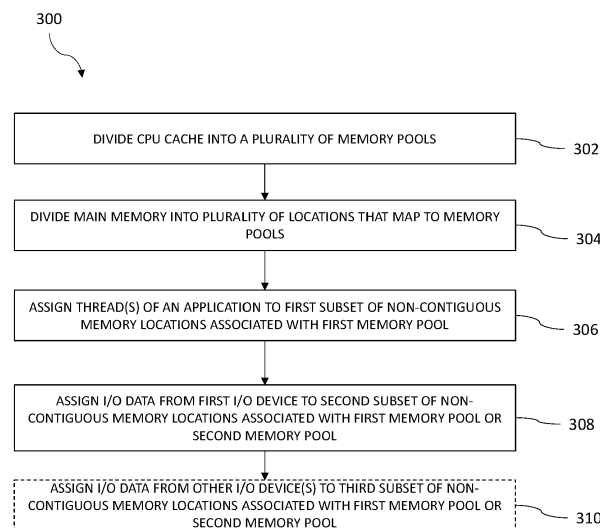 300
DIVIDE CPU CACHE INTO A PLURALITY OF MEMORY POOLS
302
DIVIDE MAIN MEMORY INTO PLURALITY OF LOCATIONS THAT MAP TO MEMORY
POOLS
304
ASSIGN THREAD(S) OF AN APPLICATION TO FIRST SUBSET OF NON-CONTIGUOUS
MEMORY LOCATIONS ASSOCIATED WITH FIRST MEMORY POOL
306
ASSIGN I/O DATA FROM FIRST I/O DEVICE TO SECOND SUBSET OF NON-
CONTIGUOUS MEMORY LOCATIONS ASSOCIATED WITH FIRST MEMORY POOL OR
SECOND MEMORY POOL
308
ASSIGN I/O DATA FROM OTHER I/O DEVICE(S) TO THIRD SUBSET OF NON-
CONTIGUOUS MEMORY LOCATIONS ASSOCIATED WITH FIRST MEMORY POOL OR
SECOND MEMORY POOL
310